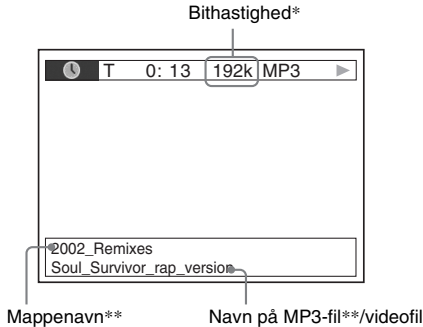 Bithastighed*
T 0: 13 192k MP3
2002_Remixes
Soul_Survivor_rap_version
Mappenavn**
Navn på MP3-fil**/videofil